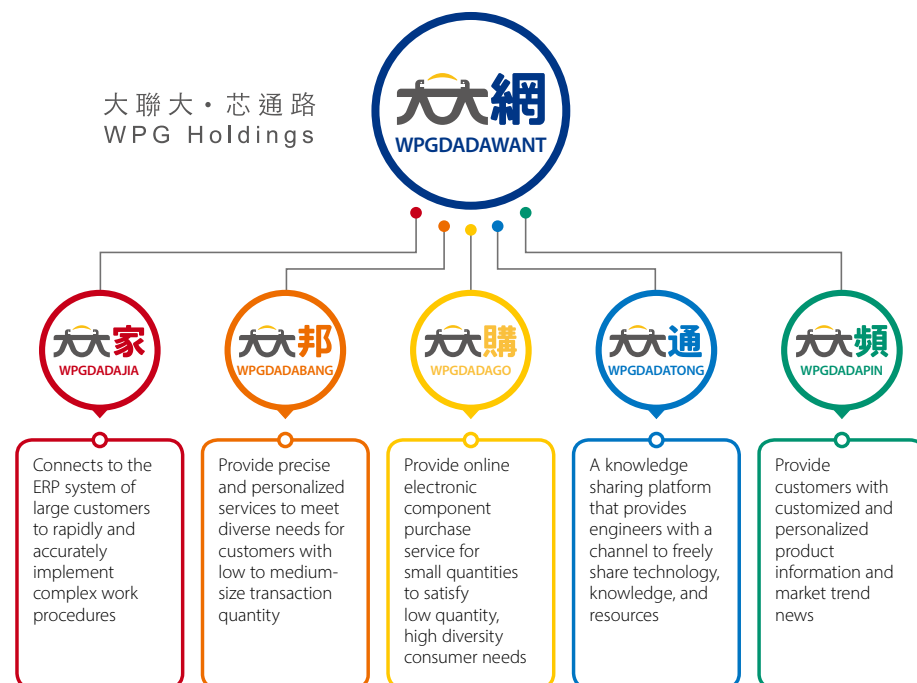 大聯大・芯通路
WPG Holdings
大大網
WPGDADAWANT
大大家
WPGDADAJIA
大大邦
WPGDADABANG
大大購
WPGDADAGO
大大通
WPGDADATONG
大大頻
WPGDADAPIN
Connects to the
ERP system of
large customers
to rapidly and
accurately
implement
complex work
procedures
Provide precise
and personalized
services to meet
diverse needs for
customers with
low to medium-
size transaction
quantity
Provide online
electronic
component
purchase
service for
small quantities
to satisfy
low quantity,
high diversity
consumer needs
A knowledge
sharing platform
that provides
engineers with a
channel to freely
share technology,
knowledge, and
resources
Provide
customers with
customized and
personalized
product
information and
market trend
news